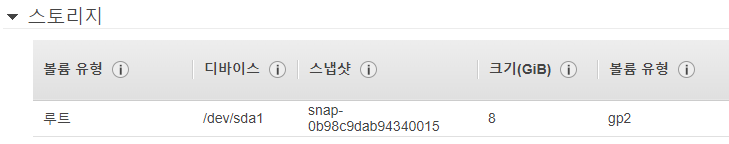 스토리지
볼륨 유형 디바이스 스냅샷 크기(GiB) 볼륨 유형
루트 /dev/sda1 snap-0b98c9dab94340015 8 gp2